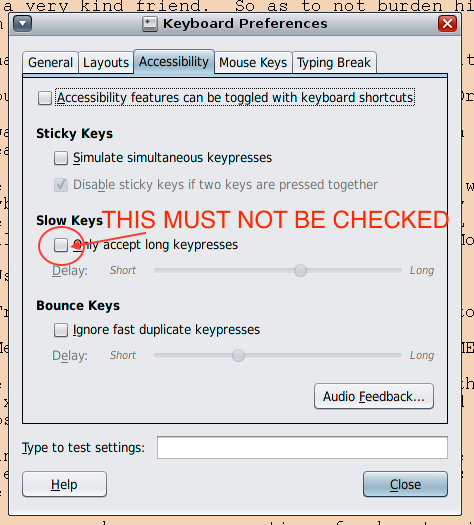 a very kind friend. So as to not burden hi
Keyboard Preferences
General Layouts Accessibility Mouse Keys Typing Break
Accessibility features can be toggled with keyboard shortcuts
Sticky Keys
Simulate simultaneous keypresses
Disable sticky keys if two keys are pressed together
Slow Keys
THIS MUST NOT BE CHECKED
Only accept long keypresses
Delay: Short Long
Bounce Keys
Ignore fast duplicate keypresses
Delay: Short Long
Audio Feedback...
Type to test settings:
Help Close